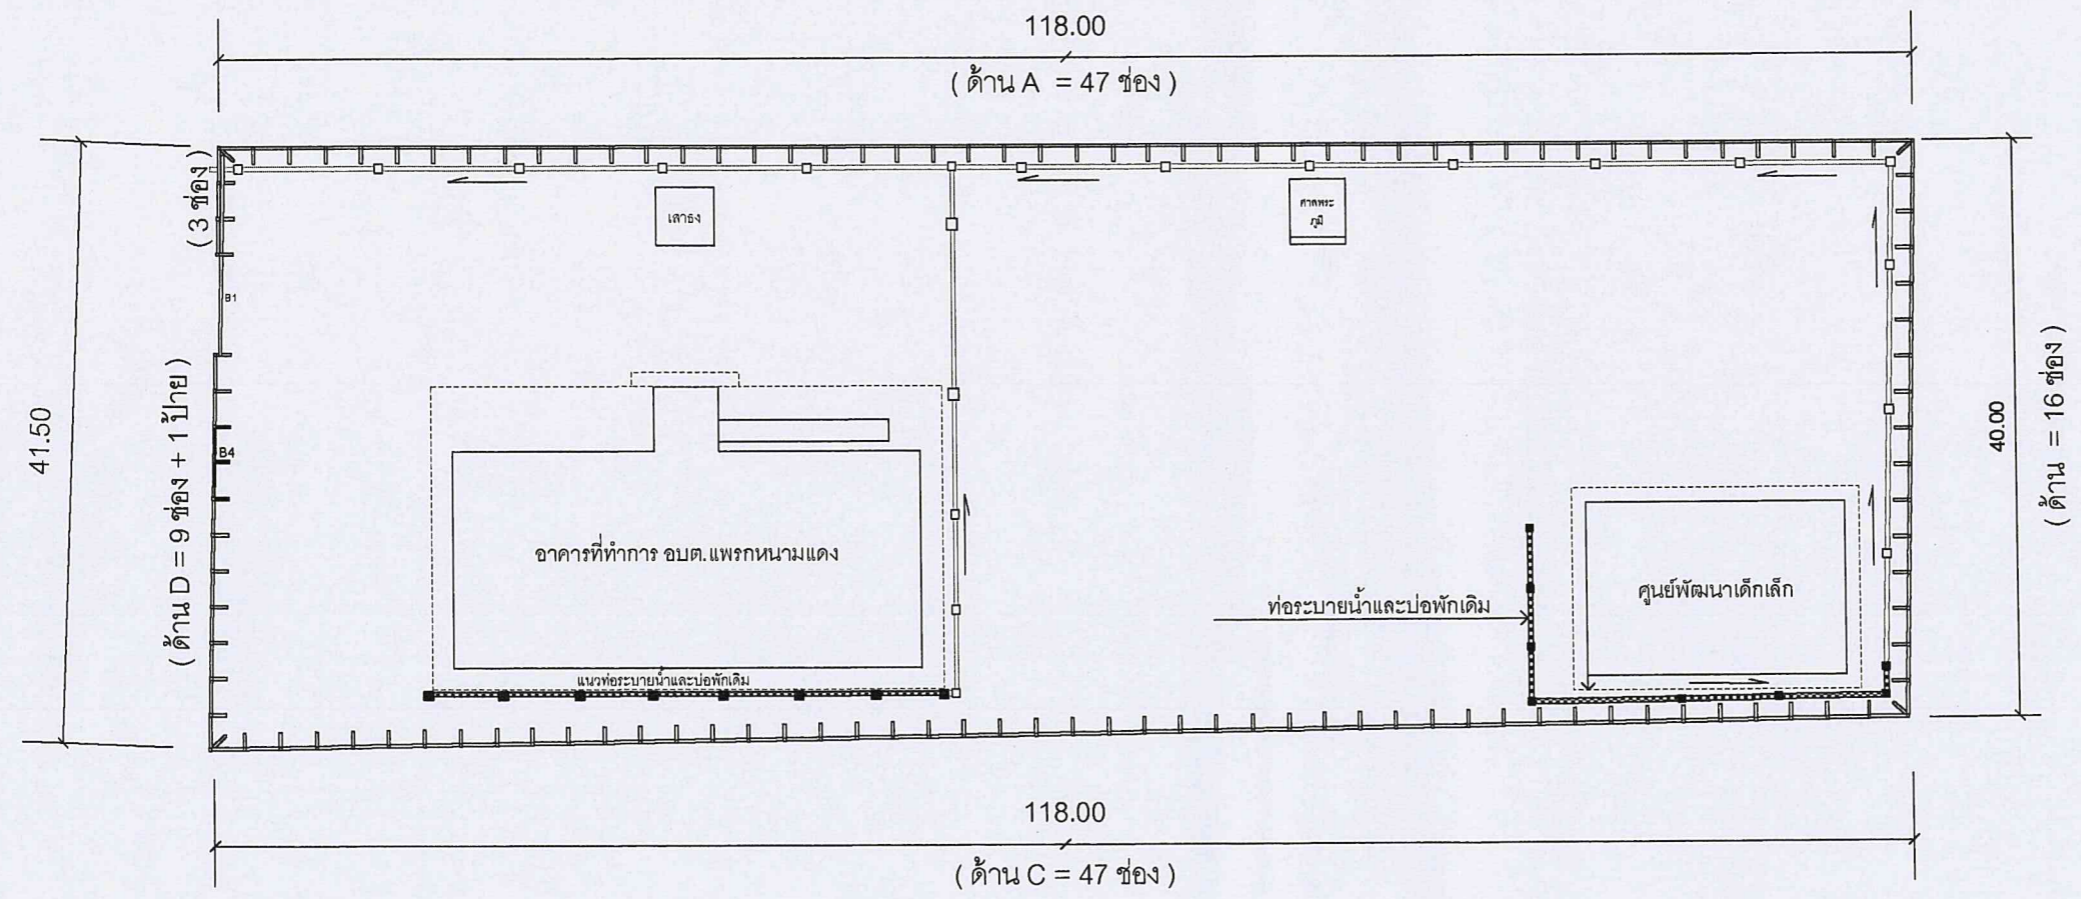 118.00
( ด้าน A = 47 ช่อง )
( 3 ช่อง )
เสาธง
ศาลพระ
ภูมิ
B1
41.50
( ด้าน D = 9 ช่อง + 1 ป้าย )
B4
40.00
( ด้าน = 16 ช่อง )
อาคารที่ทำการ อบต.แพรกหนามแดง
ท่อระบายน้ำและบ่อพักเดิม
ศูนย์พัฒนาเด็กเล็ก
แนวท่อระบายน้ำและบ่อพักเดิม
118.00
( ด้าน C = 47 ช่อง )